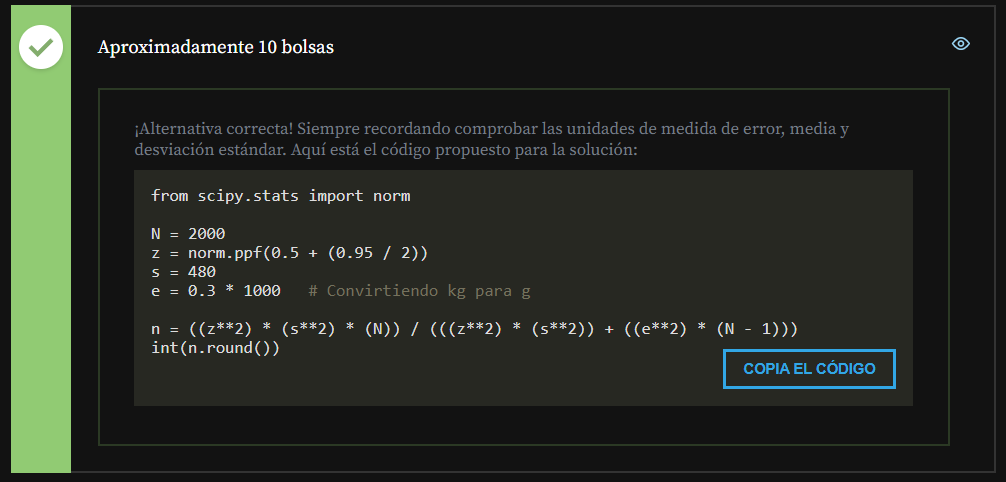 Aproximadamente 10 bolsas
¡Alternativa correcta! Siempre recordando comprobar las unidades de medida de error, media y
desviación estándar. Aquí está el código propuesto para la solución:
from scipy.stats import norm
N = 2000
z = norm.ppf(0.5 + (0.95 / 2))
s = 480
e = 0.3 * 1000   # Convirtiendo kg para g
n = ((z**2) * (s**2) * (N)) / (((z**2) * (s**2)) + ((e**2) * (N - 1)))
int(n.round())
COPIA EL CÓDIGO